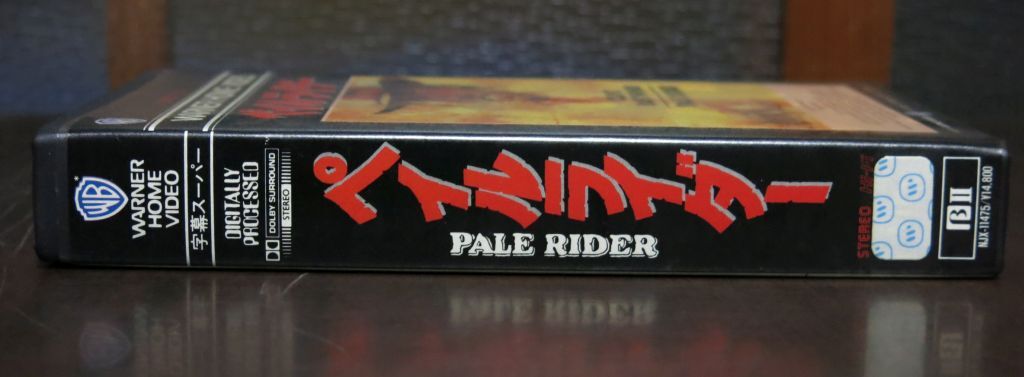 WB
WARNER
HOME
VIDEO
字幕スーパー
DIGITALLY
PROCESSED
DOLBY SURROUND
STEREO
ペイルライダー
PALE RIDER
STEREO
βII
NJX-11475/¥14,800